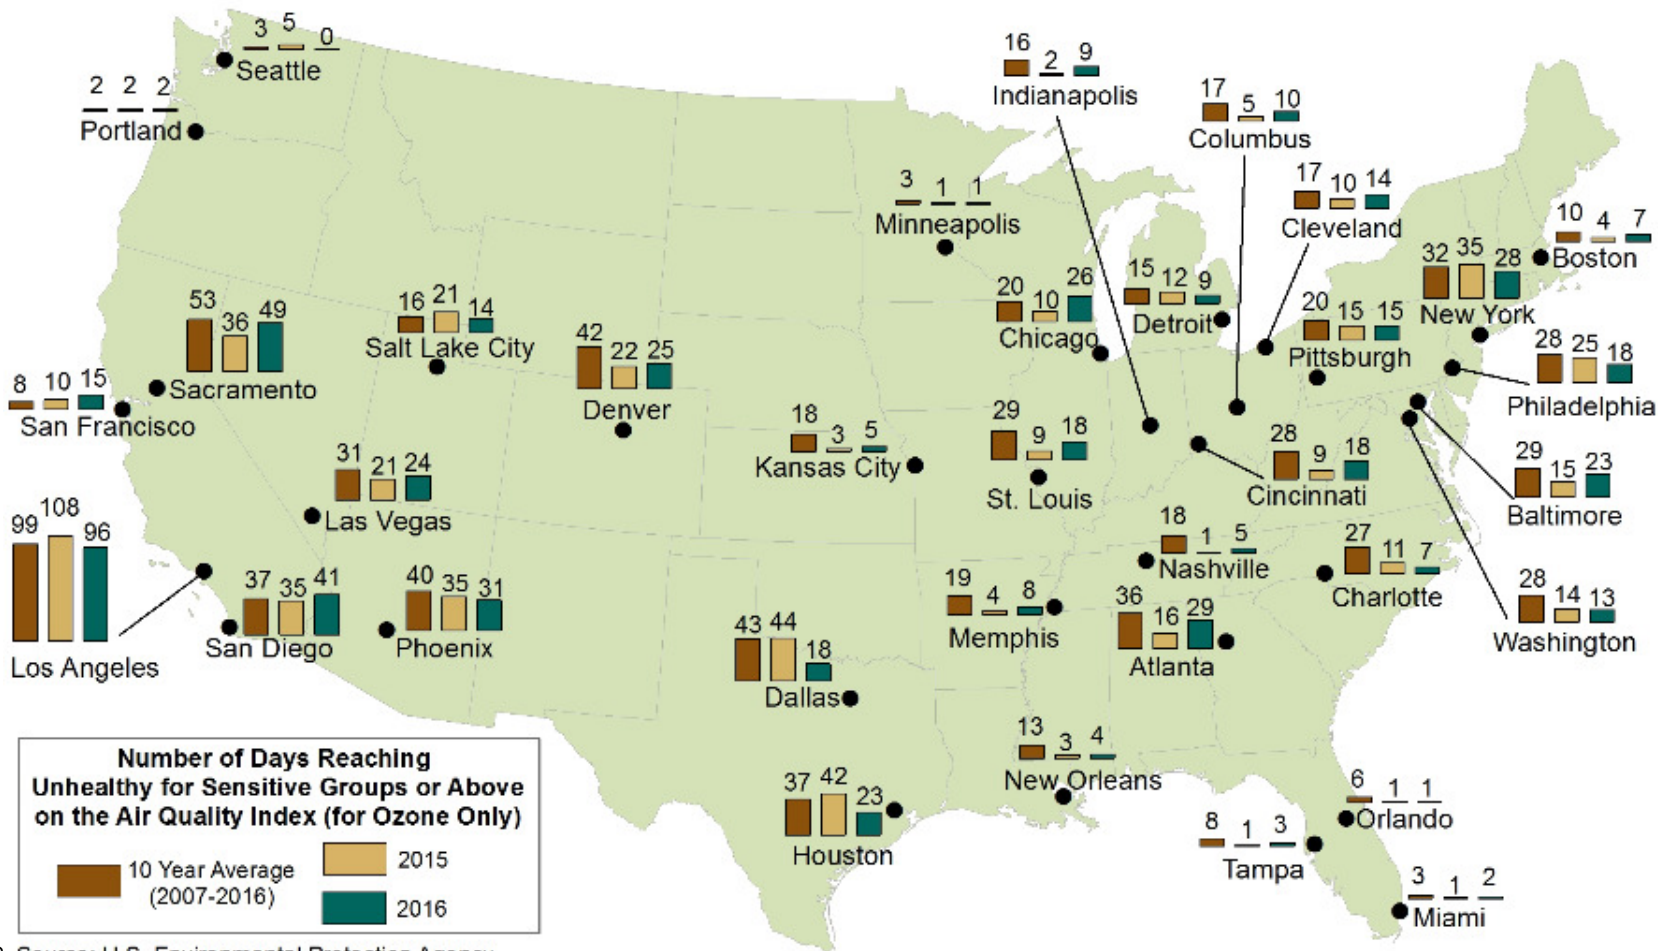 3 5 0
Seattle
2 2 2
Portland
16 2 9
Indianapolis
17 5 10
Columbus
17 10 14
Cleveland
3 1 1
Minneapolis
10 4 7
Boston
32 35 28
New York
20 10 26
Chicago
15 12 9
Detroit
20 15 15
Pittsburgh
28 25 18
Philadelphia
53 36 49
Sacramento
16 21 14
Salt Lake City
42 22 25
Denver
8 10 15
San Francisco
18 3 5
Kansas City
29 9 18
St. Louis
28 9 18
Cincinnati
29 15 23
Baltimore
31 21 24
Las Vegas
99 108 96
Los Angeles
37 35 41
San Diego
40 35 31
Phoenix
18 1 5
Nashville
27 11 7
Charlotte
19 4 8
Memphis
36 16 29
Atlanta
28 14 13
Washington
43 44 18
Dallas
13 3 4
New Orleans
37 42 23
Houston
6 1 1
Orlando
8 1 3
Tampa
3 1 2
Miami
Number of Days Reaching
Unhealthy for Sensitive Groups or Above
on the Air Quality Index (for Ozone Only)
10 Year Average
(2007-2016)
2015
2016
Source: U.S. Environmental Protection Agency